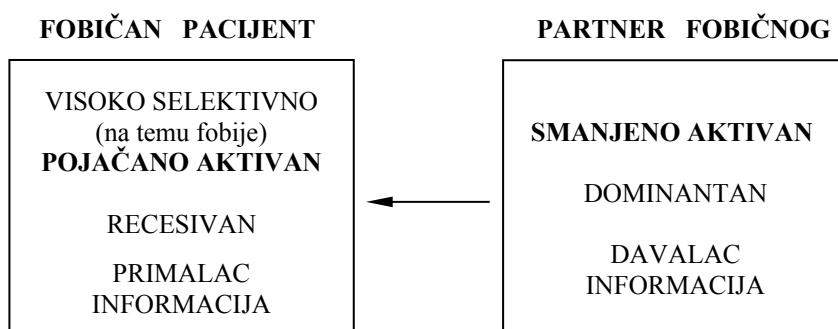 FOBIČAN PACIJENT
VISOKO SELEKTIVNO
(na temu fobije)
POJAČANO AKTIVAN
RECESIVAN
PRIMALAC
INFORMACIJA
PARTNER FOBIČNOG
SMANJENO AKTIVAN
DOMINANTAN
DAVALAC
INFORMACIJA